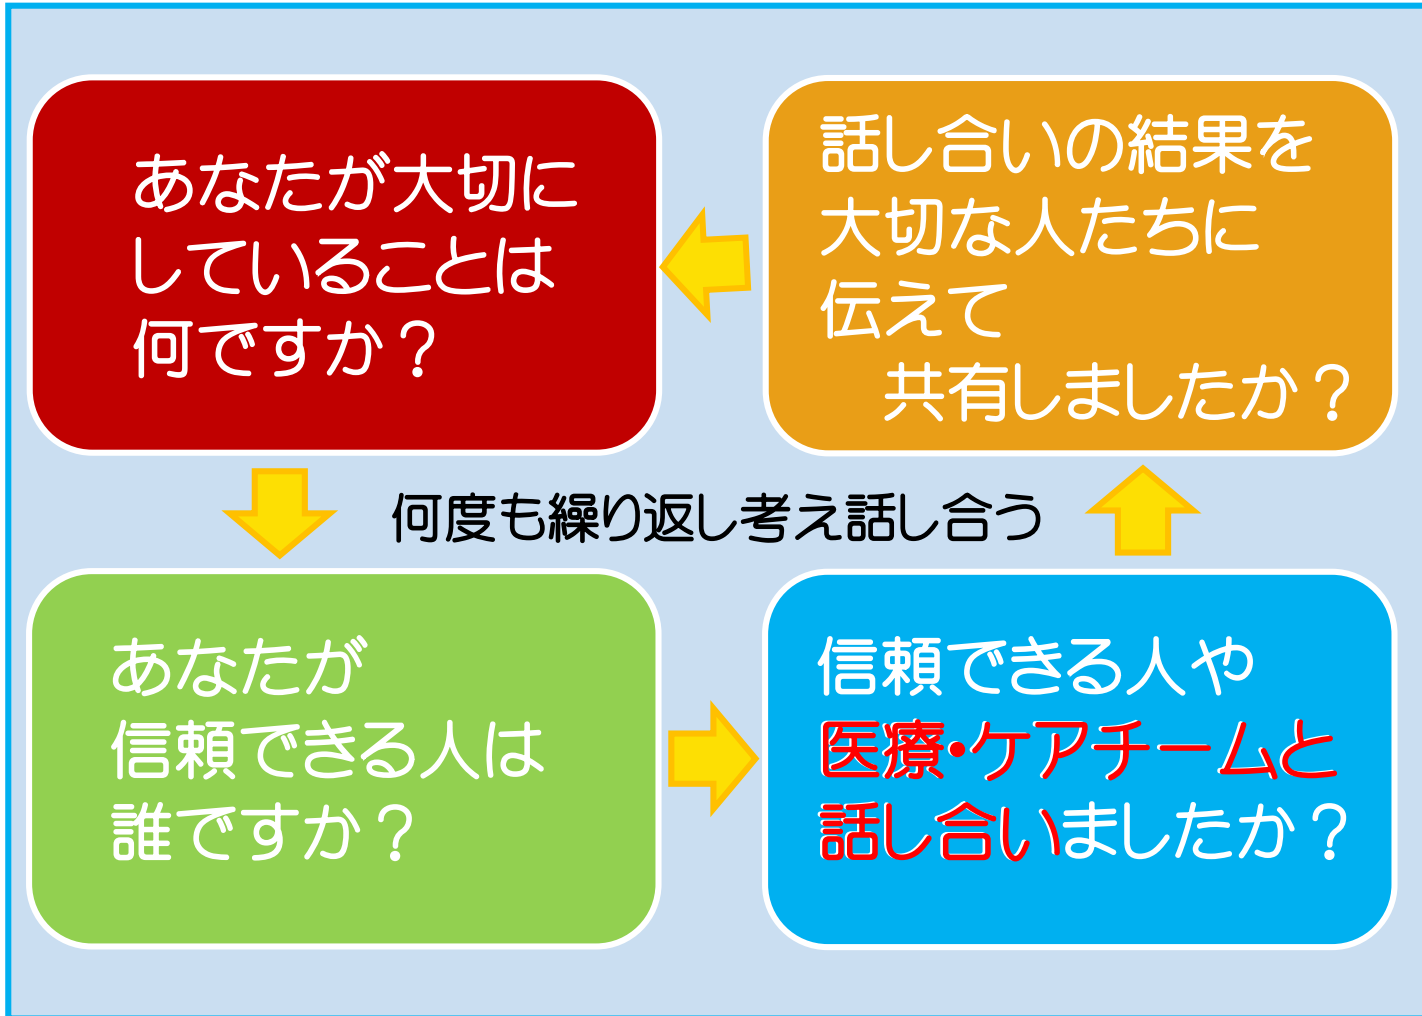 あなたが大切に
していることは
何ですか？
話し合いの結果を
大切な人たちに
伝えて
共有しましたか？
何度も繰り返し考え話し合う
あなたが
信頼できる人は
誰ですか？
信頼できる人や
医療・ケアチームと
話し合いましたか？